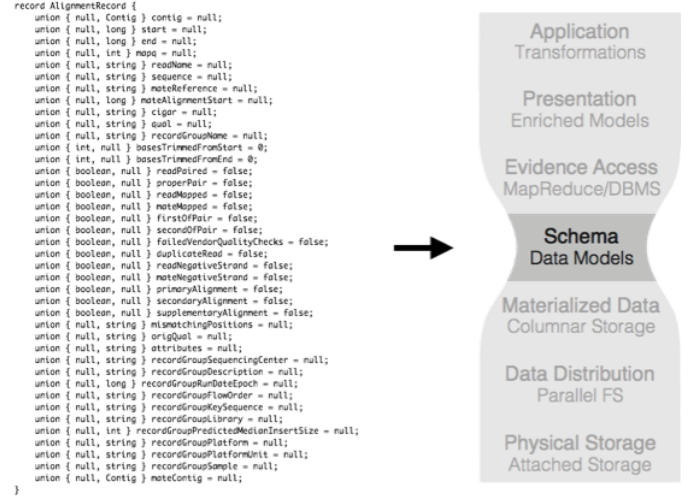 record AlignmentRecord {
union { null, Contig } contig = null;
union { null, long } start = null;
union { null, long } end = null;
union { null, int } mapq = null;
union { null, string } readName = null;
union { null, string } sequence = null;
union { null, string } mateReference = null;
union { null, long } mateAlignmentStart = null;
union { null, string } cigar = null;
union { null, string } qual = null;
union { null, string } recordGroupName = null;
union { int, null } basesTrimmedFromStart = 0;
union { int, null } basesTrimmedFromEnd = 0;
union { boolean, null } readPaired = false;
union { boolean, null } properPair = false;
union { boolean, null } readMapped = false;
union { boolean, null } mateMapped = false;
union { boolean, null } firstOfPair = false;
union { boolean, null } secondOfPair = false;
union { boolean, null } failedVendorQualityChecks = false;
union { boolean, null } duplicateRead = false;
union { boolean, null } readNegativeStrand = false;
union { boolean, null } mateNegativeStrand = false;
union { boolean, null } primaryAlignment = false;
union { boolean, null } secondaryAlignment = false;
union { boolean, null } supplementaryAlignment = false;
union { null, string } mismatchingPositions = null;
union { null, string } origQual = null;
union { null, string } attributes = null;
union { null, string } recordGroupSequencingCenter = null;
union { null, string } recordGroupDescription = null;
union { null, long } recordGroupRunDateEpoch = null;
union { null, string } recordGroupFlowOrder = null;
union { null, string } recordGroupKeySequence = null;
union { null, string } recordGroupLibrary = null;
union { null, int } recordGroupPredictedMedianInsertSize = null;
union { null, string } recordGroupPlatform = null;
union { null, string } recordGroupPlatformUnit = null;
union { null, string } recordGroupSample = null;
union { null, Contig } mateContig = null;
}
Application
Transformations
Presentation
Enriched Models
Evidence Access
MapReduce/DBMS
Schema
Data Models
Materialized Data
Columnar Storage
Data Distribution
Parallel FS
Physical Storage
Attached Storage